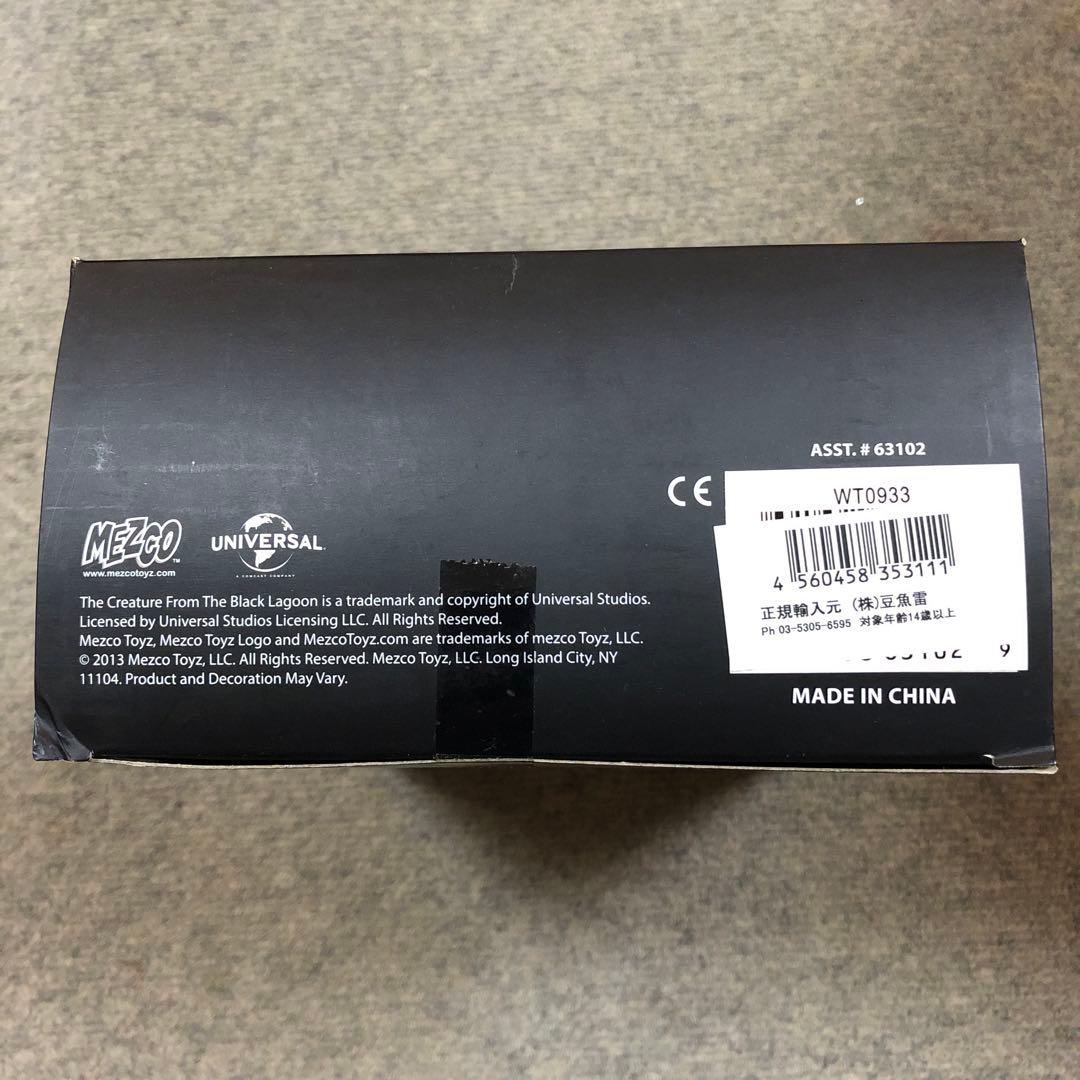 ASST. # 63102
CE
WT0933
4 560458 353111
正規輸入元 (株)豆魚雷
Ph 03-5305-6595 対象年齢14歳以上
9
MADE IN CHINA
MEZCO
www.mezcotoyz.com
UNIVERSAL
A COMCAST COMPANY
The Creature From The Black Lagoon is a trademark and copyright of Universal Studios.
Licensed by Universal Studios Licensing LLC. All Rights Reserved.
Mezco Toyz, Mezco Toyz Logo and MezcoToyz.com are trademarks of mezco Toyz, LLC.
© 2013 Mezco Toyz, LLC. All Rights Reserved. Mezco Toyz, LLC. Long Island City, NY
11104. Product and Decoration May Vary.